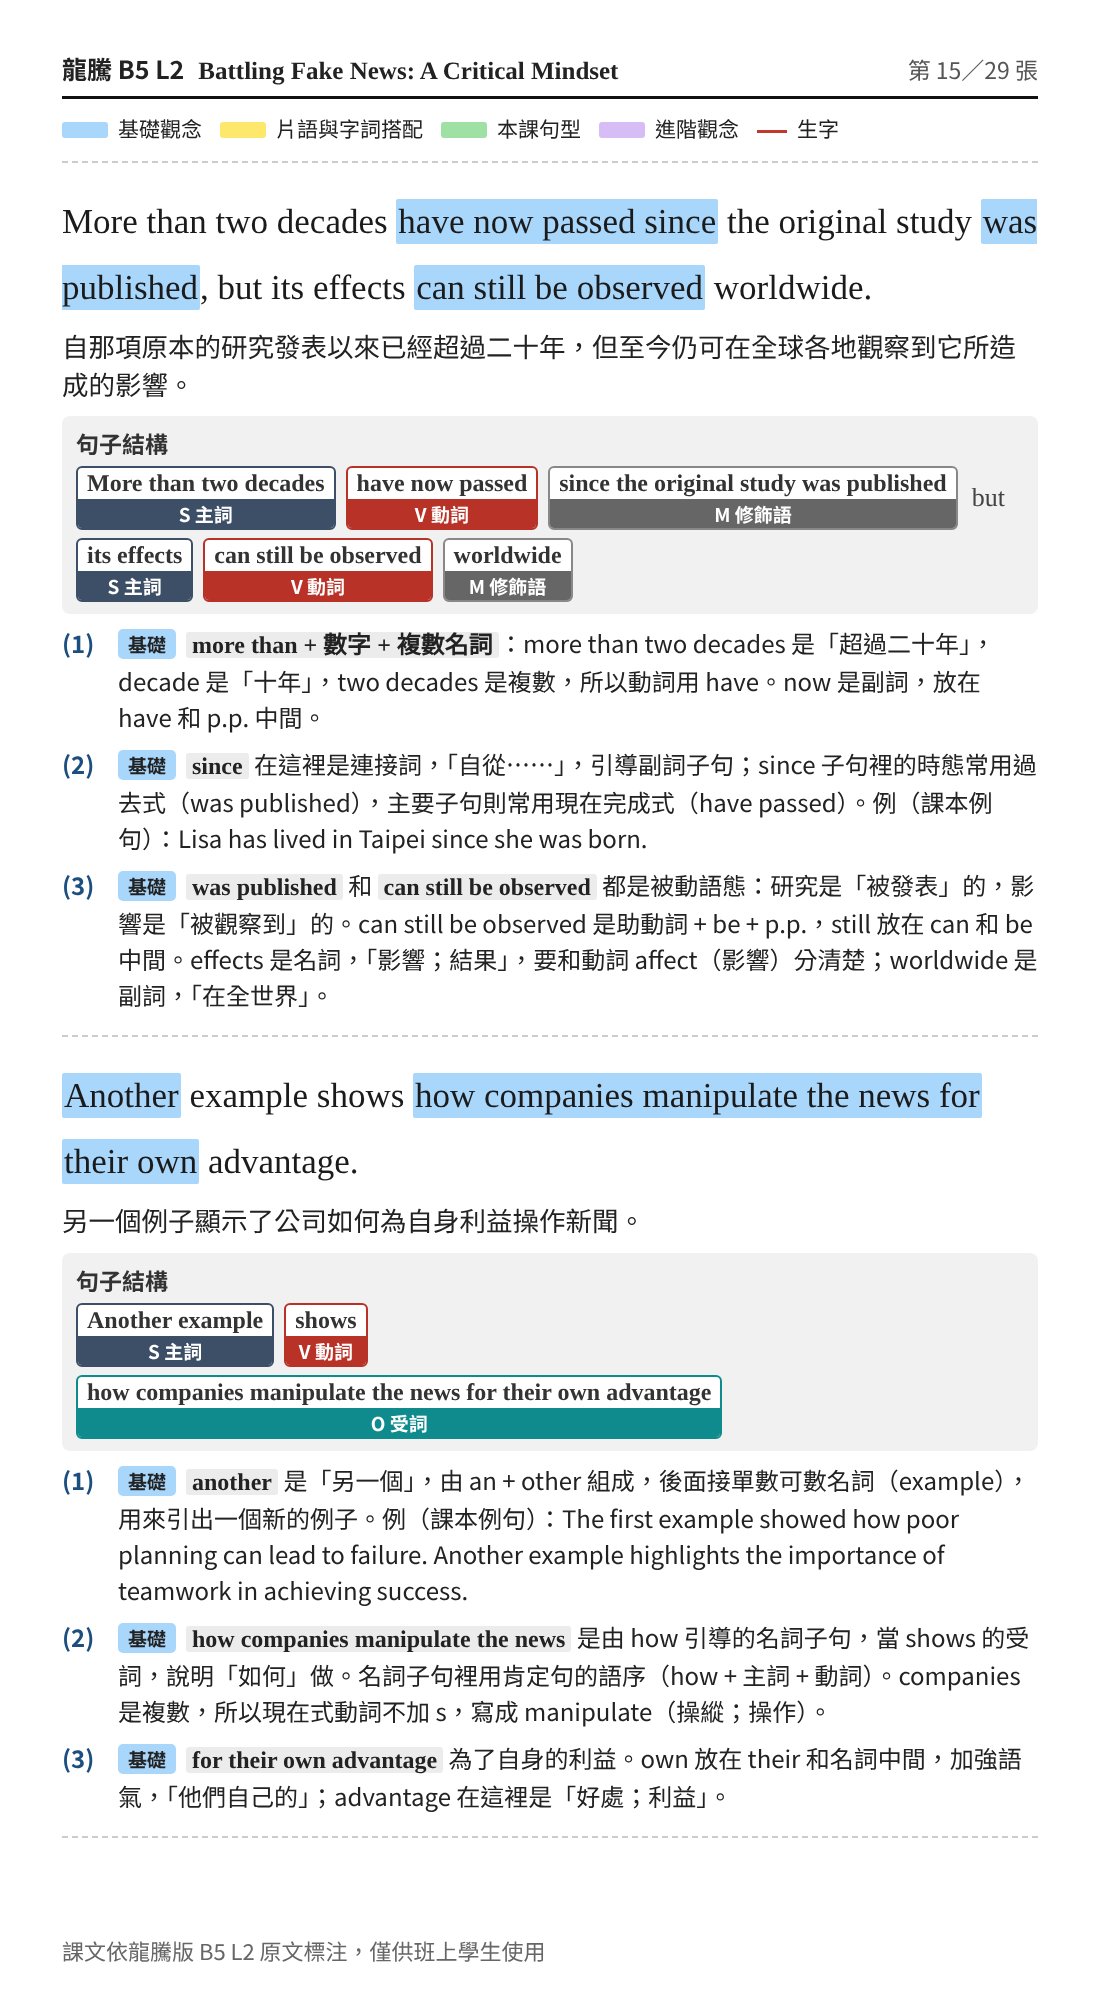 龍騰 B5 L2 Battling Fake News: A Critical Mindset 第 15／29 張
基礎觀念 片語與字詞搭配 本課句型 進階觀念 生字
More than two decades have now passed since the original study was
published, but its effects can still be observed worldwide.
自那項原本的研究發表以來已經超過二十年，但至今仍可在全球各地觀察到它所造
成的影響。
句子結構
More than two decades have now passed since the original study was published but
S 主詞 V 動詞 M 修飾語
its effects can still be observed worldwide
S 主詞 V 動詞 M 修飾語
(1) 基礎 more than + 數字 + 複數名詞：more than two decades 是「超過二十年」，
decade 是「十年」，two decades 是複數，所以動詞用 have。now 是副詞，放在
have 和 p.p. 中間。
(2) 基礎 since 在這裡是連接詞，「自從……」，引導副詞子句；since 子句裡的時態常用過
去式（was published），主要子句則常用現在完成式（have passed）。例（課本例
句）：Lisa has lived in Taipei since she was born.
(3) 基礎 was published 和 can still be observed 都是被動語態：研究是「被發表」的，影
響是「被觀察到」的。can still be observed 是助動詞 + be + p.p.，still 放在 can 和 be
中間。effects 是名詞，「影響；結果」，要和動詞 affect（影響）分清楚；worldwide 是
副詞，「在全世界」。
Another example shows how companies manipulate the news for
their own advantage.
另一個例子顯示了公司如何為自身利益操作新聞。
句子結構
Another example shows
S 主詞 V 動詞
how companies manipulate the news for their own advantage
O 受詞
(1) 基礎 another 是「另一個」，由 an + other 組成，後面接單數可數名詞（example），
用來引出一個新的例子。例（課本例句）：The first example showed how poor
planning can lead to failure. Another example highlights the importance of
teamwork in achieving success.
(2) 基礎 how companies manipulate the news 是由 how 引導的名詞子句，當 shows 的受
詞，說明「如何」做。名詞子句裡用肯定句的語序（how + 主詞 + 動詞）。companies
是複數，所以現在式動詞不加 s，寫成 manipulate（操縱；操作）。
(3) 基礎 for their own advantage 為了自身的利益。own 放在 their 和名詞中間，加強語
氣，「他們自己的」；advantage 在這裡是「好處；利益」。
課文依龍騰版 B5 L2 原文標注，僅供班上學生使用